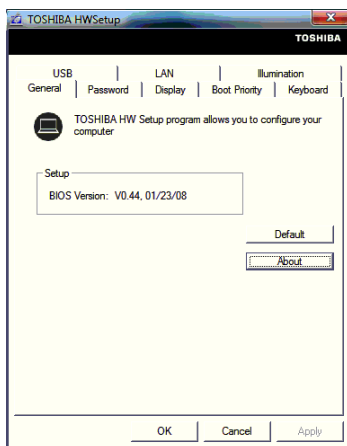 TOSHIBA HWSetup
TOSHIBA
USB LAN Illumination
General Password Display Boot Priority Keyboard
TOSHIBA HW Setup program allows you to configure your
computer
Setup
BIOS Version: V0.44, 01/23/08
Default
About
OK Cancel Apply